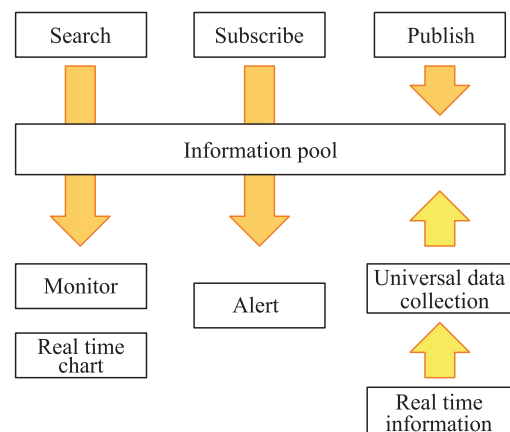 Search
Subscribe
Publish
Information pool
Monitor
Universal data
collection
Alert
Real time
chart
Real time
information